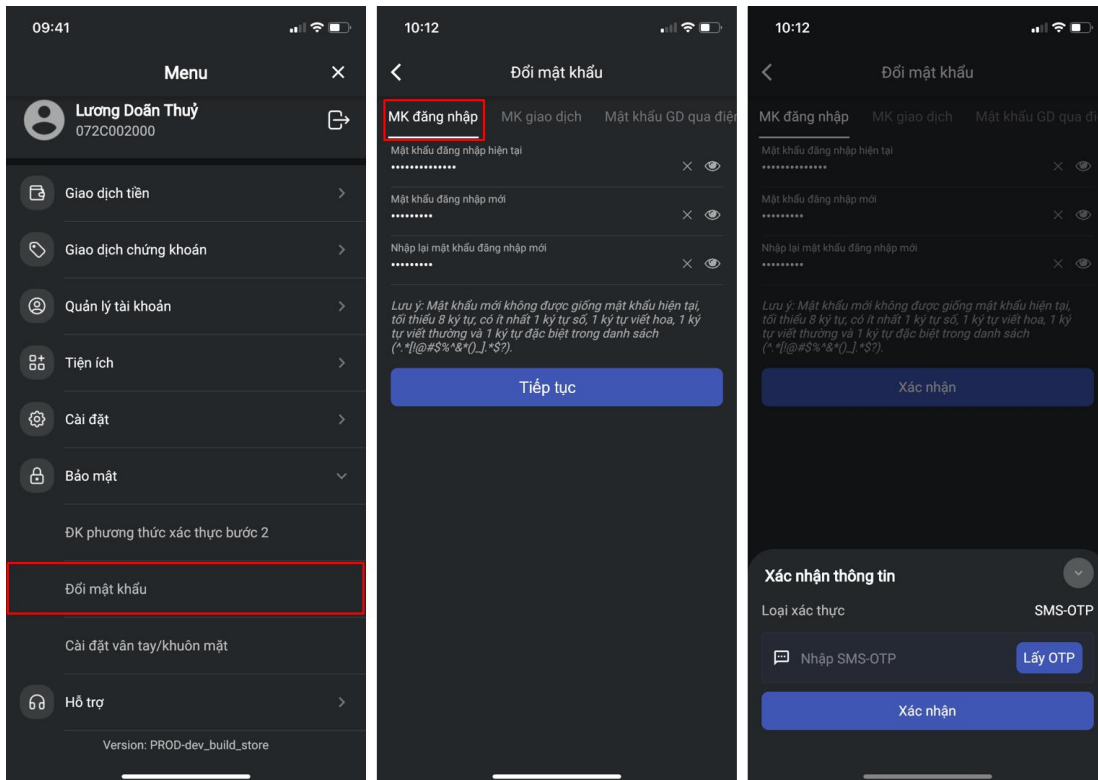 09:41
Menu
Lương Doãn Thuỷ
072C002000
Giao dịch tiền
Giao dịch chứng khoán
Quản lý tài khoản
Tiện ích
Cài đặt
Bảo mật
ĐK phương thức xác thực bước 2
Đổi mật khẩu
Cài đặt vân tay/khuôn mặt
Hỗ trợ
Version: PROD-dev_build_store
10:12
Đổi mật khẩu
MK đăng nhập MK giao dịch Mật khẩu GD qua điện
Mật khẩu đăng nhập hiện tại
Mật khẩu đăng nhập mới
Nhập lại mật khẩu đăng nhập mới
Lưu ý: Mật khẩu mới không được giống mật khẩu hiện tại,
tối thiểu 8 ký tự, có ít nhất 1 ký tự số, 1 ký tự viết hoa, 1 ký
tự viết thường và 1 ký tự đặc biệt trong danh sách
(^.*[!@#$%^&*()_].*$?).
Tiếp tục
10:12
Đổi mật khẩu
MK đăng nhập MK giao dịch Mật khẩu GD qua đi
Mật khẩu đăng nhập hiện tại
Mật khẩu đăng nhập mới
Nhập lại mật khẩu đăng nhập mới
Lưu ý: Mật khẩu mới không được giống mật khẩu hiện tại,
tối thiểu 8 ký tự, có ít nhất 1 ký tự số, 1 ký tự viết hoa, 1 ký
tự viết thường và 1 ký tự đặc biệt trong danh sách
(^.*[!@#$%^&*()_].*$?).
Xác nhận
Xác nhận thông tin
Loại xác thực SMS-OTP
Nhập SMS-OTP Lấy OTP
Xác nhận